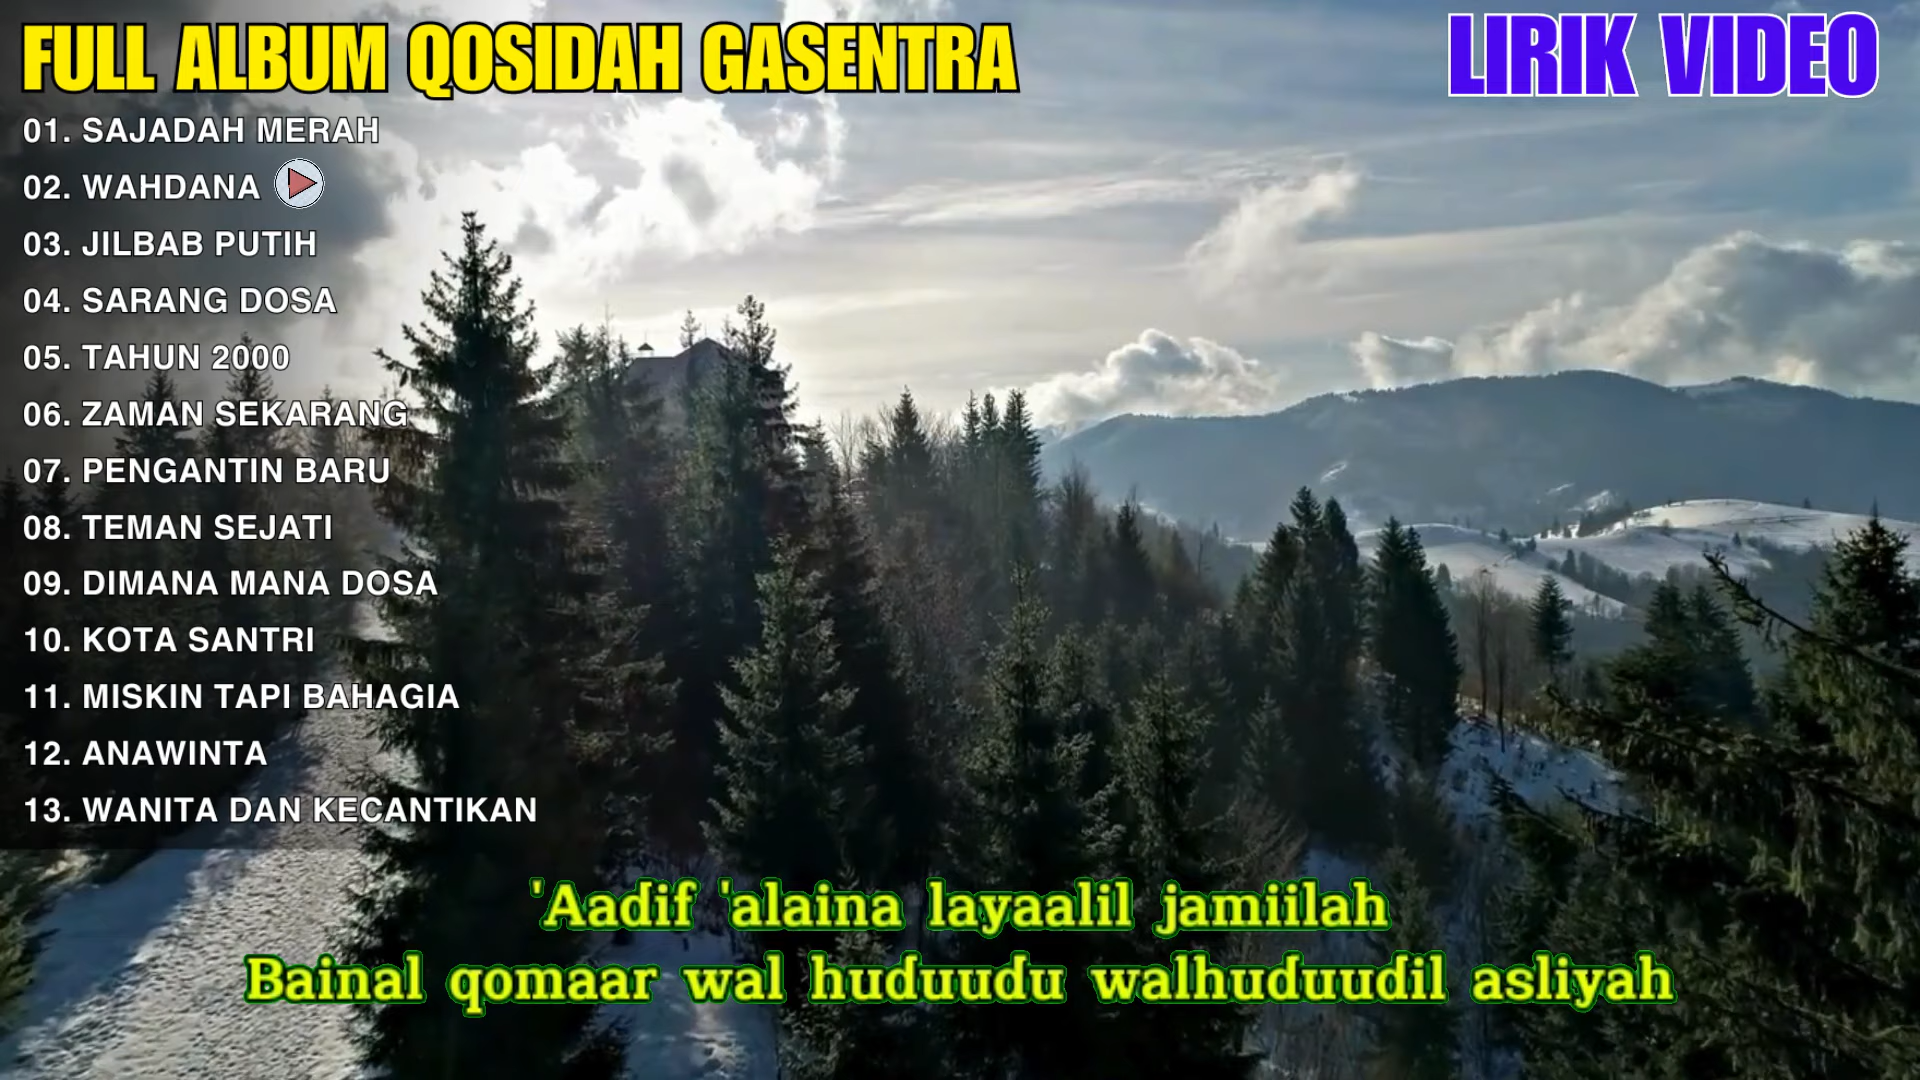 FULL ALBUM QOSIDAH GASENTRA
LIRIK VIDEO
01. SAJADAH MERAH
02. WAHDANA
03. JILBAB PUTIH
04. SARANG DOSA
05. TAHUN 2000
06. ZAMAN SEKARANG
07. PENGANTIN BARU
08. TEMAN SEJATI
09. DIMANA MANA DOSA
10. KOTA SANTRI
11. MISKIN TAPI BAHAGIA
12. ANAWINTA
13. WANITA DAN KECANTIKAN
'Aadif 'alaina layaalil jamiilah
Bainal qomaar wal huduudu walhuduudil asliyah